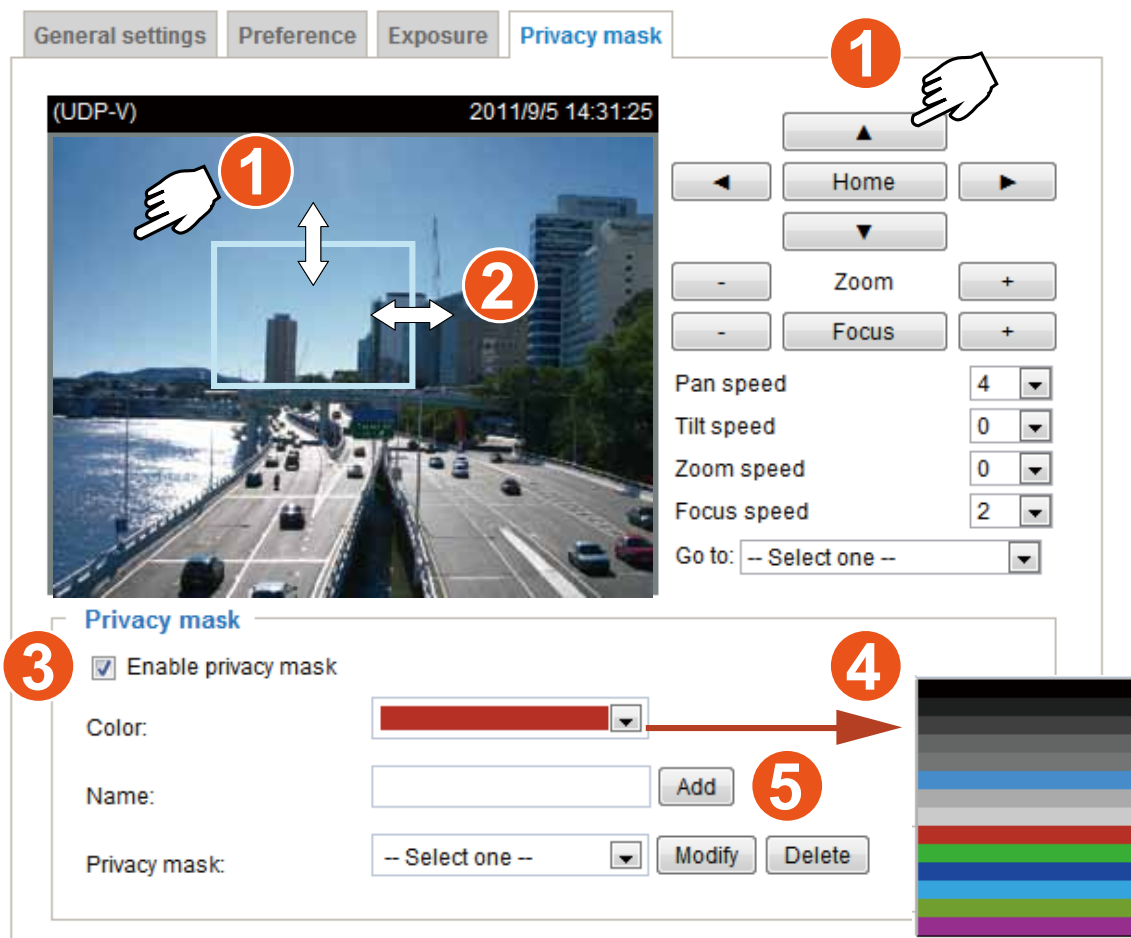 General settings Preference Exposure Privacy mask
1
(UDP-V) 2011/9/5 14:31:25
1
2
▲
◄ Home ►
▼
- Zoom +
- Focus +
Pan speed 4
Tilt speed 0
Zoom speed 0
Focus speed 2
Go to: -- Select one --
Privacy mask
3 Enable privacy mask
4
Color:
Name: Add 5
Privacy mask: -- Select one -- Modify Delete